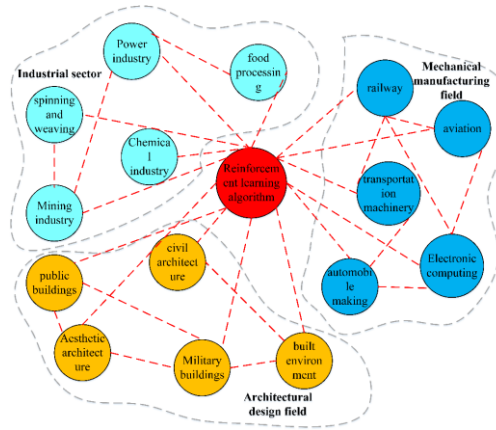 Power
industry
food
processin
g
Industrial sector
spinning
and
weaving
Chemica
l industry
Mining
industry
Reinforcem
ent learning
algorithm
Mechanical
manufacturing
field
railway
aviation
transportat
ion
machinery
Electronic
computing
automobi
le
making
civil
architect
ure
public
buildings
Aesthetic
architect
ure
Military
buildings
built
environ
ment
Architectural
design field